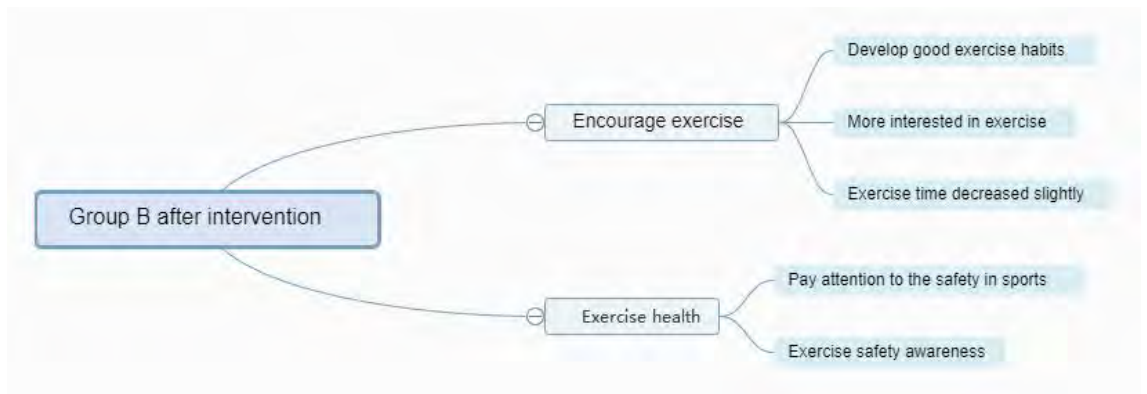 Develop good exercise habits
Encourage exercise
More interested in exercise
Exercise time decreased slightly
Group B after intervention
Pay attention to the safety in sports
Exercise health
Exercise safety awareness